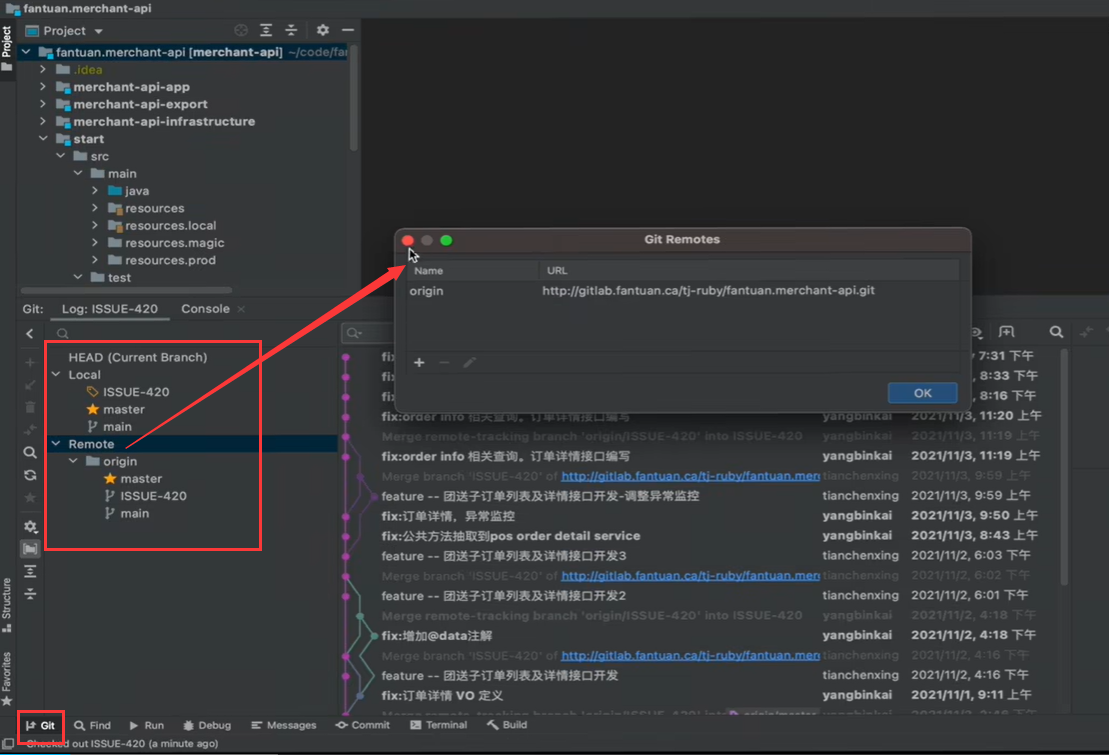 fantuan.merchant-api
Project
Project
fantuan.merchant-api [merchant-api] ~/code/fan
.idea
merchant-api-app
merchant-api-export
merchant-api-infrastructure
start
src
main
java
resources
resources.local
resources.magic
resources.prod
test
Git Remotes
Name URL
origin http://gitlab.fantuan.ca/tj-ruby/fantuan.merchant-api.git
OK
Git: Log: ISSUE-420 Console
HEAD (Current Branch)
Local
ISSUE-420
master
main
Remote
origin
master
ISSUE-420
main
7:31 下午
8:33 下午
8:16 下午
fix:order info 相关查询。订单详情接口编写 yangbinkai 2021/11/3, 11:20 上午
Merge remote-tracking branch 'origin/ISSUE-420' into ISSUE-420 yangbinkai 2021/11/3, 11:19 上午
fix:order info 相关查询。订单详情接口编写 yangbinkai 2021/11/3, 11:19 上午
Merge branch 'ISSUE-420' of http://gitlab.fantuan.ca/tj-ruby/fantuan.merc tianchenxing 2021/11/3, 9:59 上午
feature -- 团送子订单列表及详情接口开发-调整异常监控 tianchenxing 2021/11/3, 9:59 上午
fix:订单详情，异常监控 yangbinkai 2021/11/3, 9:50 上午
fix:公共方法抽取到pos order detail service yangbinkai 2021/11/3, 8:43 上午
feature -- 团送子订单列表及详情接口开发3 tianchenxing 2021/11/2, 6:03 下午
Merge branch 'ISSUE-420' of http://gitlab.fantuan.ca/tj-ruby/fantuan.merc tianchenxing 2021/11/2, 6:02 下午
feature -- 团送子订单列表及详情接口开发2 tianchenxing 2021/11/2, 6:01 下午
Merge remote-tracking branch 'origin/ISSUE-420' into ISSUE-420 yangbinkai 2021/11/2, 4:18 下午
fix:增加@data注解 yangbinkai 2021/11/2, 4:18 下午
Merge branch 'ISSUE-420' of http://gitlab.fantuan.ca/tj-ruby/fantuan.merc tianchenxing 2021/11/2, 4:16 下午
feature -- 团送子订单列表及详情接口开发 tianchenxing 2021/11/2, 4:15 下午
fix:订单详情 VO 定义 yangbinkai 2021/11/1, 9:11 上午
Structure
Favorites
Git Find Run Debug Messages Commit Terminal Build
Checked out ISSUE-420 (a minute ago)